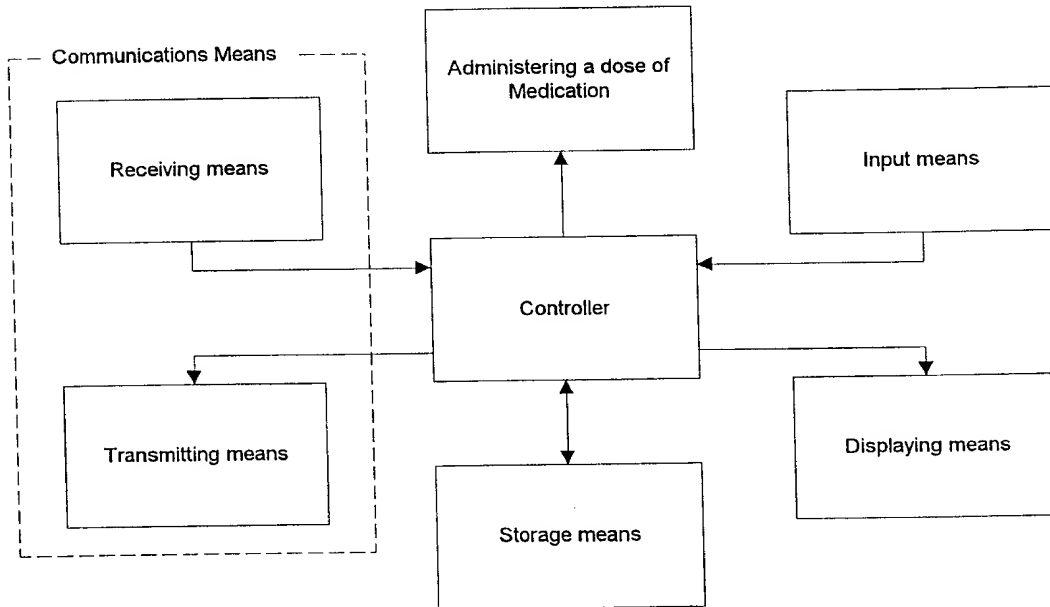 Communications Means
Administering a dose of
Medication
Receiving means
Input means
Controller
Transmitting means
Displaying means
Storage means